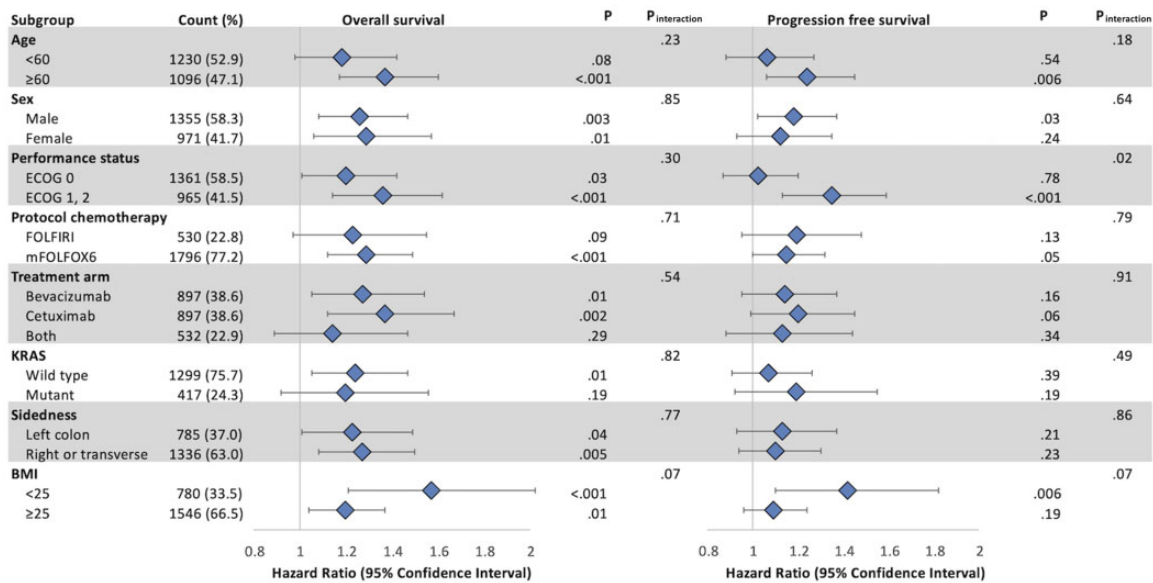 Subgroup Count (%) Overall survival P P interaction Progression free survival P P interaction
Age .23 .18
<60 1230 (52.9) .08 .54
≥60 1096 (47.1) <.001 .006
Sex .85 .64
Male 1355 (58.3) .003 .03
Female 971 (41.7) .01 .24
Performance status .30 .02
ECOG 0 1361 (58.5) .03 .78
ECOG 1, 2 965 (41.5) <.001 <.001
Protocol chemotherapy .71 .79
FOLFIRI 530 (22.8) .09 .13
mFOLFOX6 1796 (77.2) <.001 .05
Treatment arm .54 .91
Bevacizumab 897 (38.6) .01 .16
Cetuximab 897 (38.6) .002 .06
Both 532 (22.9) .29 .34
KRAS .82 .49
Wild type 1299 (75.7) .01 .39
Mutant 417 (24.3) .19 .19
Sidedness .77 .86
Left colon 785 (37.0) .04 .21
Right or transverse 1336 (63.0) .005 .23
BMI .07 .07
<25 780 (33.5) <.001 .006
≥25 1546 (66.5) .01 .19
0.8 1 1.2 1.4 1.6 1.8 2 0.8 1 1.2 1.4 1.6 1.8 2
Hazard Ratio (95% Confidence Interval) Hazard Ratio (95% Confidence Interval)